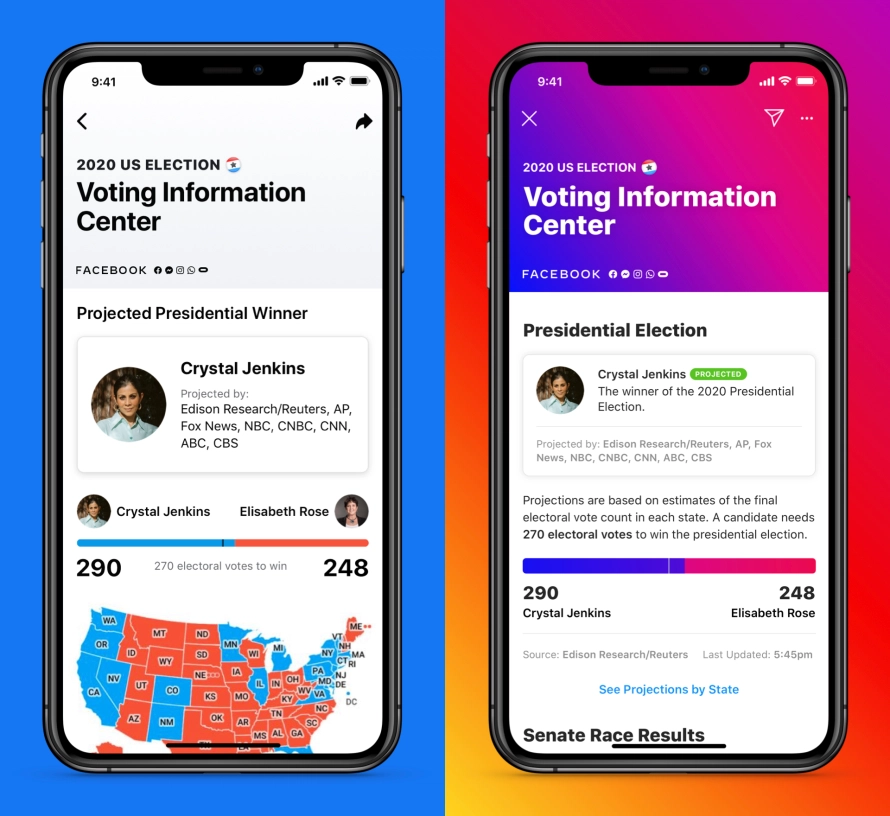 9:41
2020 US ELECTION
Voting Information
Center
FACEBOOK
Projected Presidential Winner
Crystal Jenkins
Projected by:
Edison Research/Reuters, AP,
Fox News, NBC, CNBC, CNN,
ABC, CBS
Crystal Jenkins Elisabeth Rose
290 270 electoral votes to win 248
WA
MT
ND
MN
MI
VT
ME
NH
OR
ID
SD
WI
NY
MA
CT
RI
WY
IA
PA
NJ
NE
NV
UT
CO
IL
IN
OH
MD
DE
CA
KS
MO
WV
VA
KY
DC
NC
TN
AZ
NM
OK
AR
SC
MS
AL
GA
LA
9:41
2020 US ELECTION
Voting Information
Center
FACEBOOK
Presidential Election
Crystal Jenkins PROJECTED
The winner of the 2020 Presidential
Election.
Projected by: Edison Research/Reuters, AP, Fox
News, NBC, CNBC, CNN, ABC, CBS
Projections are based on estimates of the final
electoral vote count in each state. A candidate needs
270 electoral votes to win the presidential election.
290 248
Crystal Jenkins Elisabeth Rose
Source: Edison Research/Reuters Last Updated: 5:45pm
See Projections by State
Senate Race Results